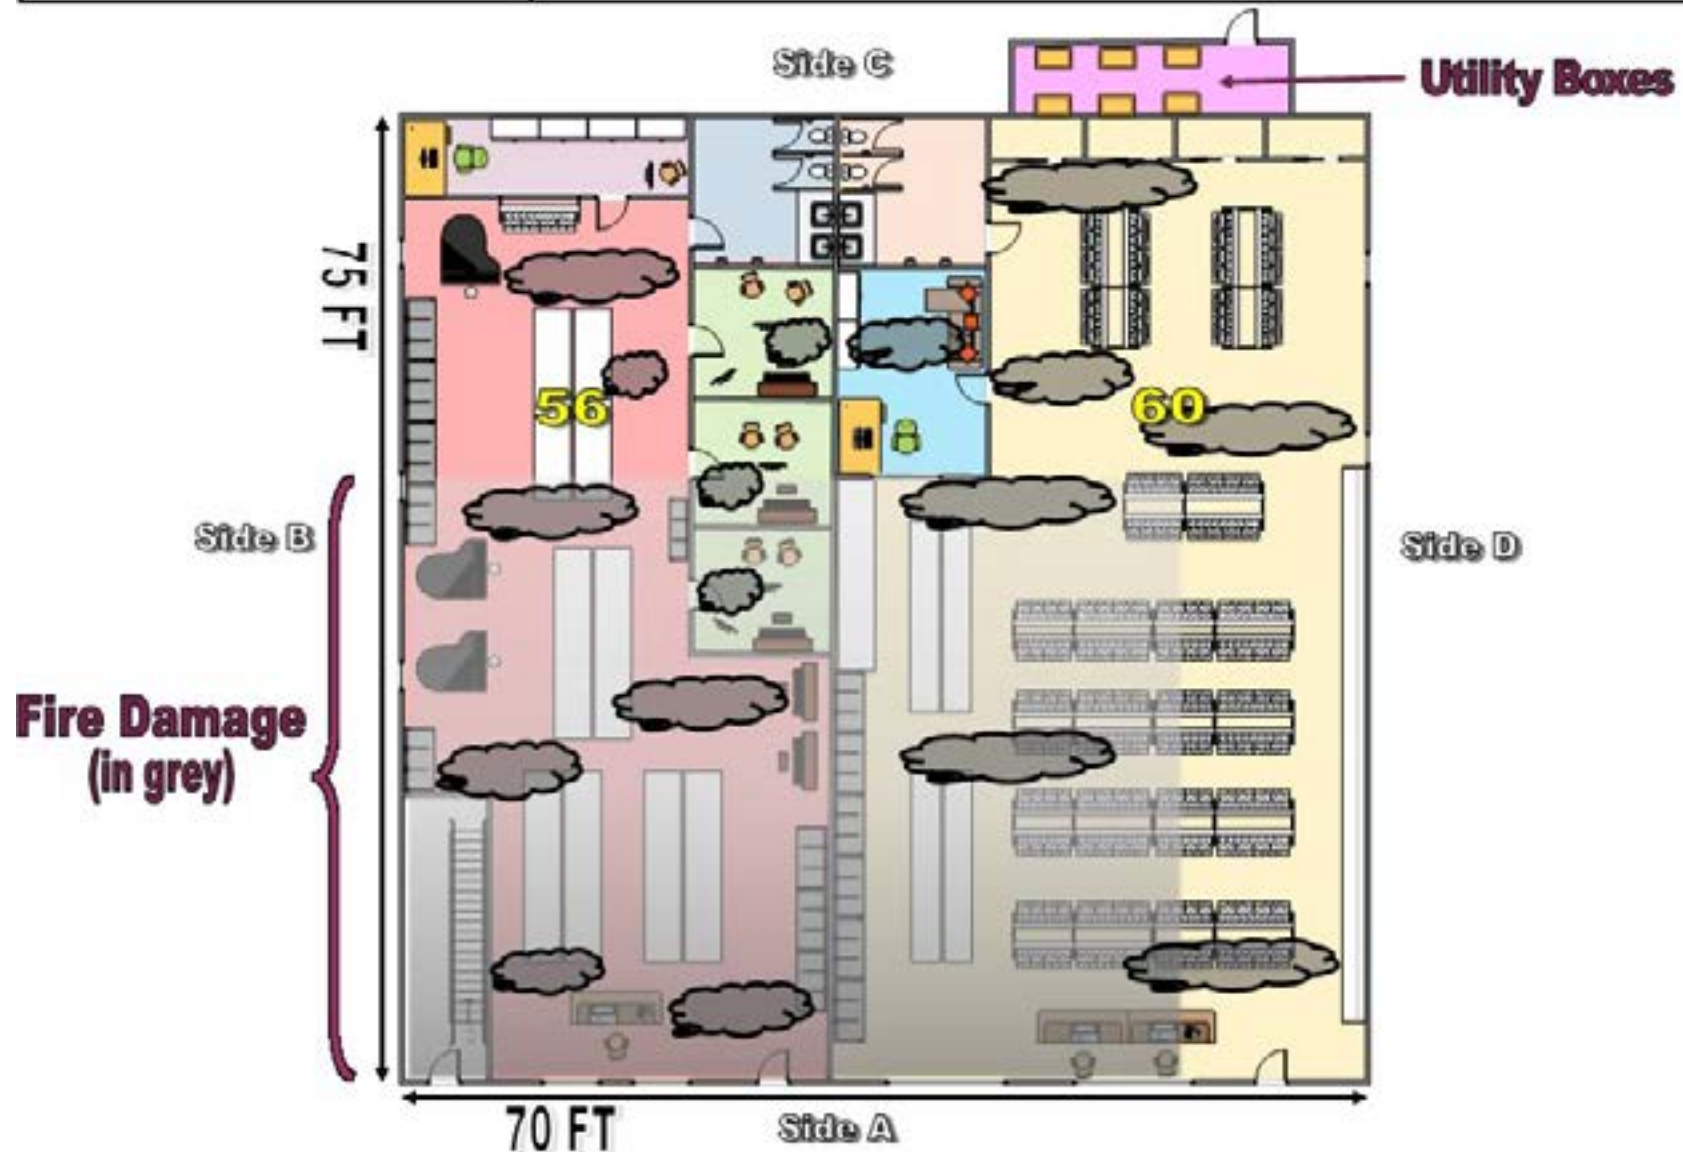 Side C
Utility Boxes
75 FT
56
60
Side B
Side D
Fire Damage
(in grey)
70 FT
Side A